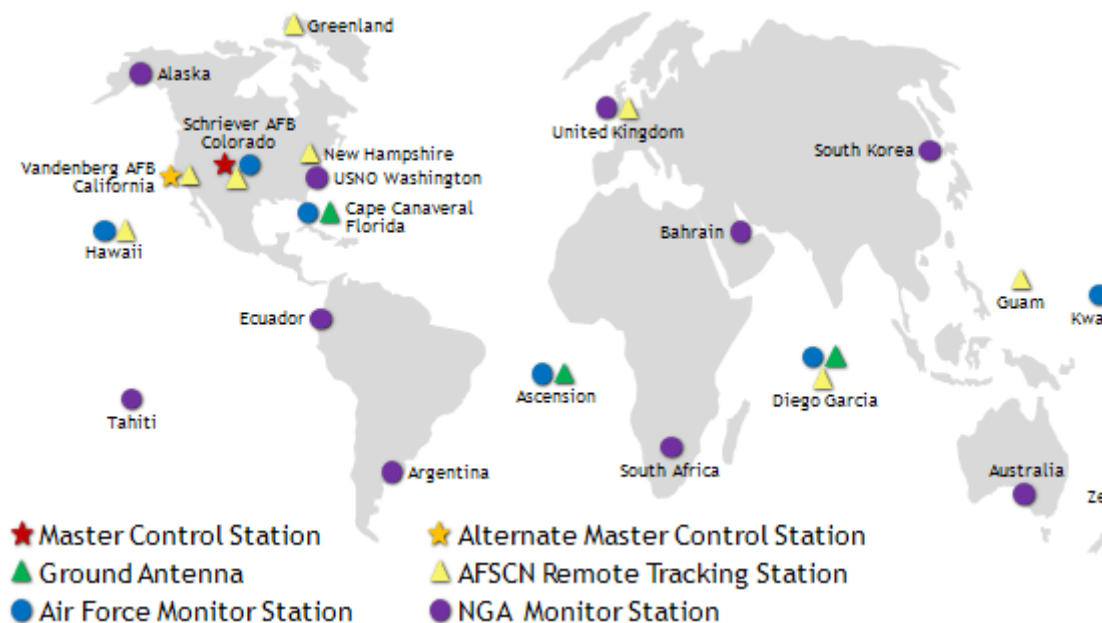 Greenland
Alaska
Schriever AFB
Colorado
United Kingdom
South Korea
New Hampshire
Vandenberg AFB
California
USNO Washington
Cape Canaveral
Florida
Hawaii
Bahrain
Guam
Kwa
Ecuador
Ascension
Diego Garcia
Tahiti
Argentina
South Africa
Australia
Ze
Master Control Station
Alternate Master Control Station
Ground Antenna
AFSCN Remote Tracking Station
Air Force Monitor Station
NGA Monitor Station